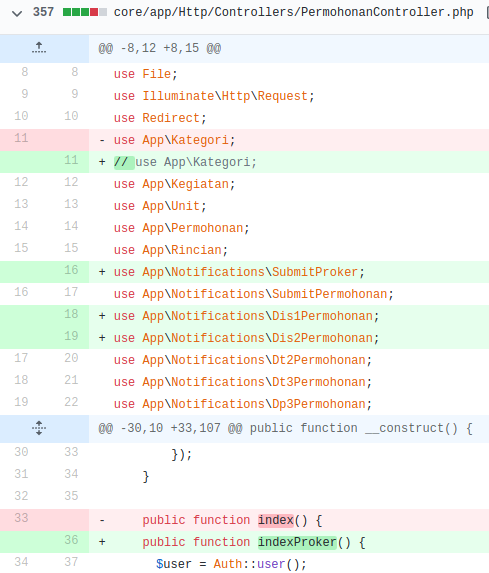 357 core/app/Http/Controllers/PermohonanController.php
@@ -8,12 +8,15 @@
8 8 use File;
9 9 use Illuminate\Http\Request;
10 10 use Redirect;
11 - use App\Kategori;
11 + // use App\Kategori;
12 12 use App\Kegiatan;
13 13 use App\Unit;
14 14 use App\Permohonan;
15 15 use App\Rincian;
16 + use App\Notifications\SubmitProker;
16 17 use App\Notifications\SubmitPermohonan;
18 + use App\Notifications\Dis1Permohonan;
19 + use App\Notifications\Dis2Permohonan;
17 20 use App\Notifications\Dt2Permohonan;
18 21 use App\Notifications\Dt3Permohonan;
19 22 use App\Notifications\Dp3Permohonan;
@@ -30,10 +33,107 @@ public function __construct() {
30 33 });
31 34 }
32 35
33 - public function index() {
36 + public function indexProker() {
34 37 $user = Auth::user();